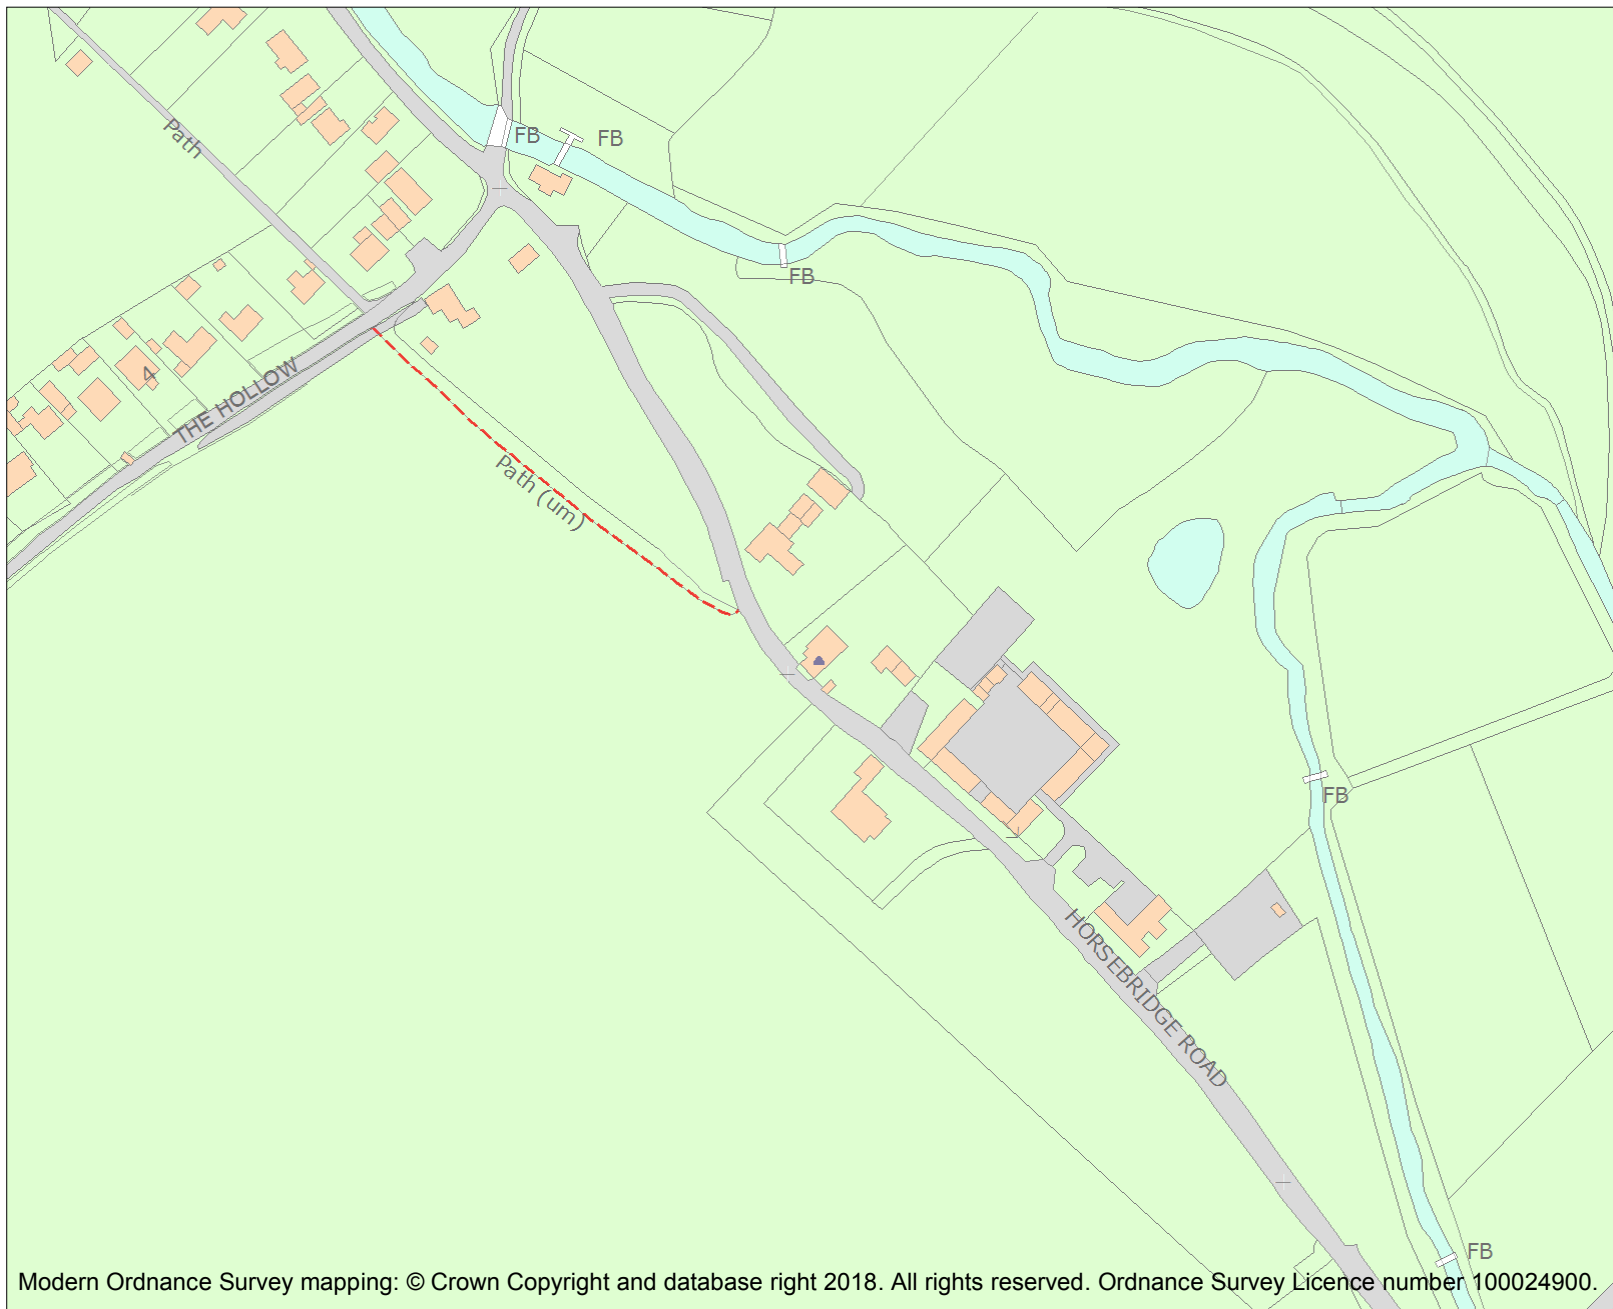 Path
FB
FB
FB
4
THE HOLLOW
Path (um)
FB
HORSEBRIDGE ROAD
FB
Modern Ordnance Survey mapping: © Crown Copyright and database right 2018. All rights reserved. Ordnance Survey Licence number 100024900.